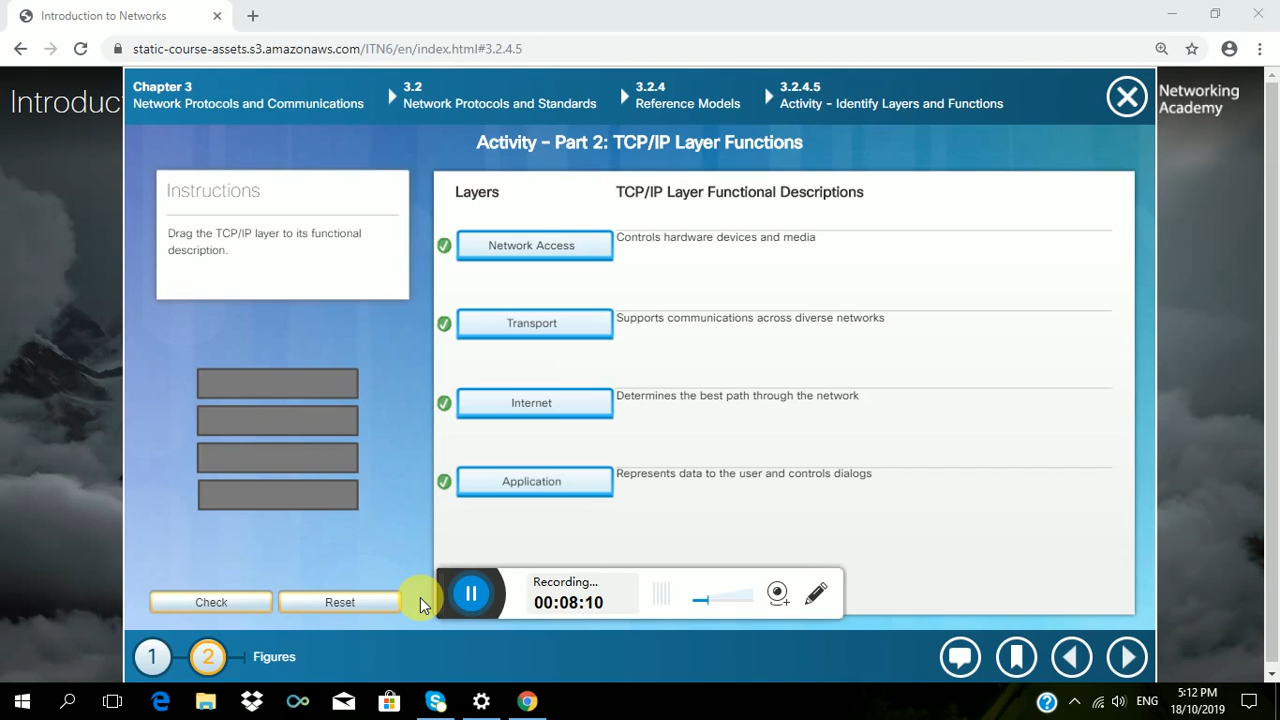 Introduction to Networks
static-course-assets.s3.amazonaws.com/ITN6/en/index.html#3.2.4.5
Introduc
Networking
Academy
Chapter 3
Network Protocols and Communications
3.2
Network Protocols and Standards
3.2.4
Reference Models
3.2.4.5
Activity - Identify Layers and Functions
Activity - Part 2: TCP/IP Layer Functions
Instructions
Drag the TCP/IP layer to its functional
description.
Layers
TCP/IP Layer Functional Descriptions
Network Access
Controls hardware devices and media
Transport
Supports communications across diverse networks
Internet
Determines the best path through the network
Application
Represents data to the user and controls dialogs
Check
Reset
Recording...
00:08:10
1
2
Figures
ENG
5:12 PM
18/10/2019